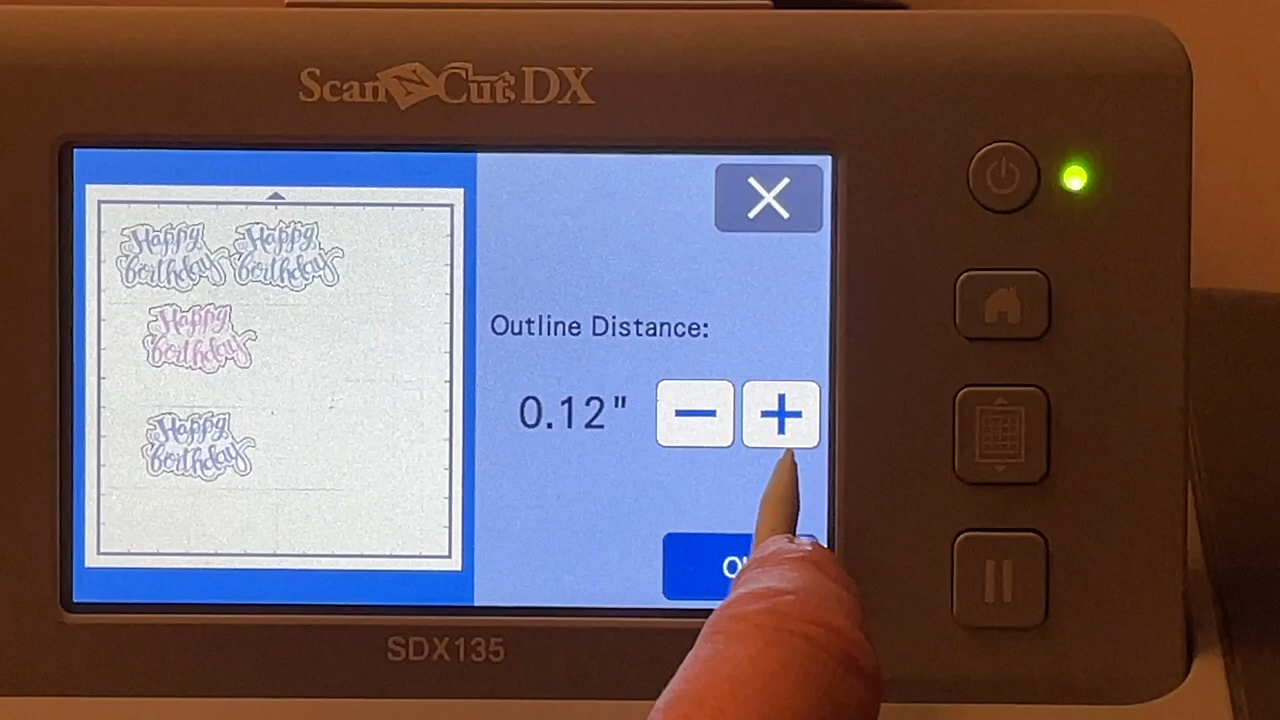 ScanNCut DX
Happy Happy
birthday birthday
Outline Distance:
Happy
birthday
0.12"
Happy
birthday
SDX135